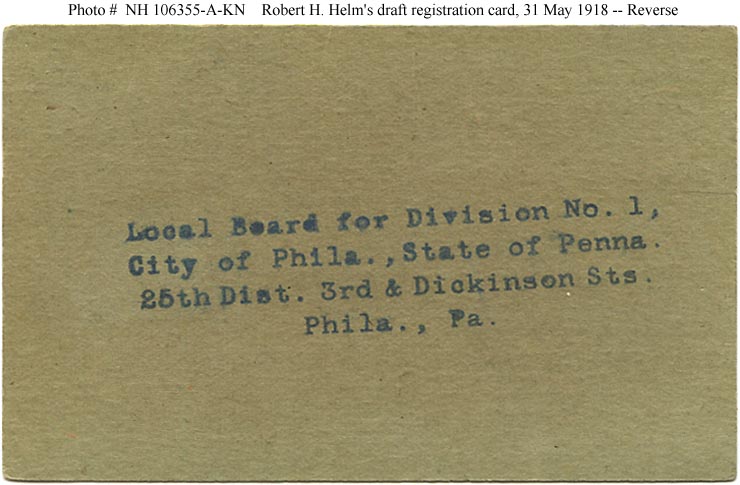 Photo # NH 106355-A-KN Robert H. Helm's draft registration card, 31 May 1918 -- Reverse
Local Board for Division No. 1,
City of Phila., State of Penna.
25th Dist. 3rd & Dickinson Sts.
Phila., Pa.